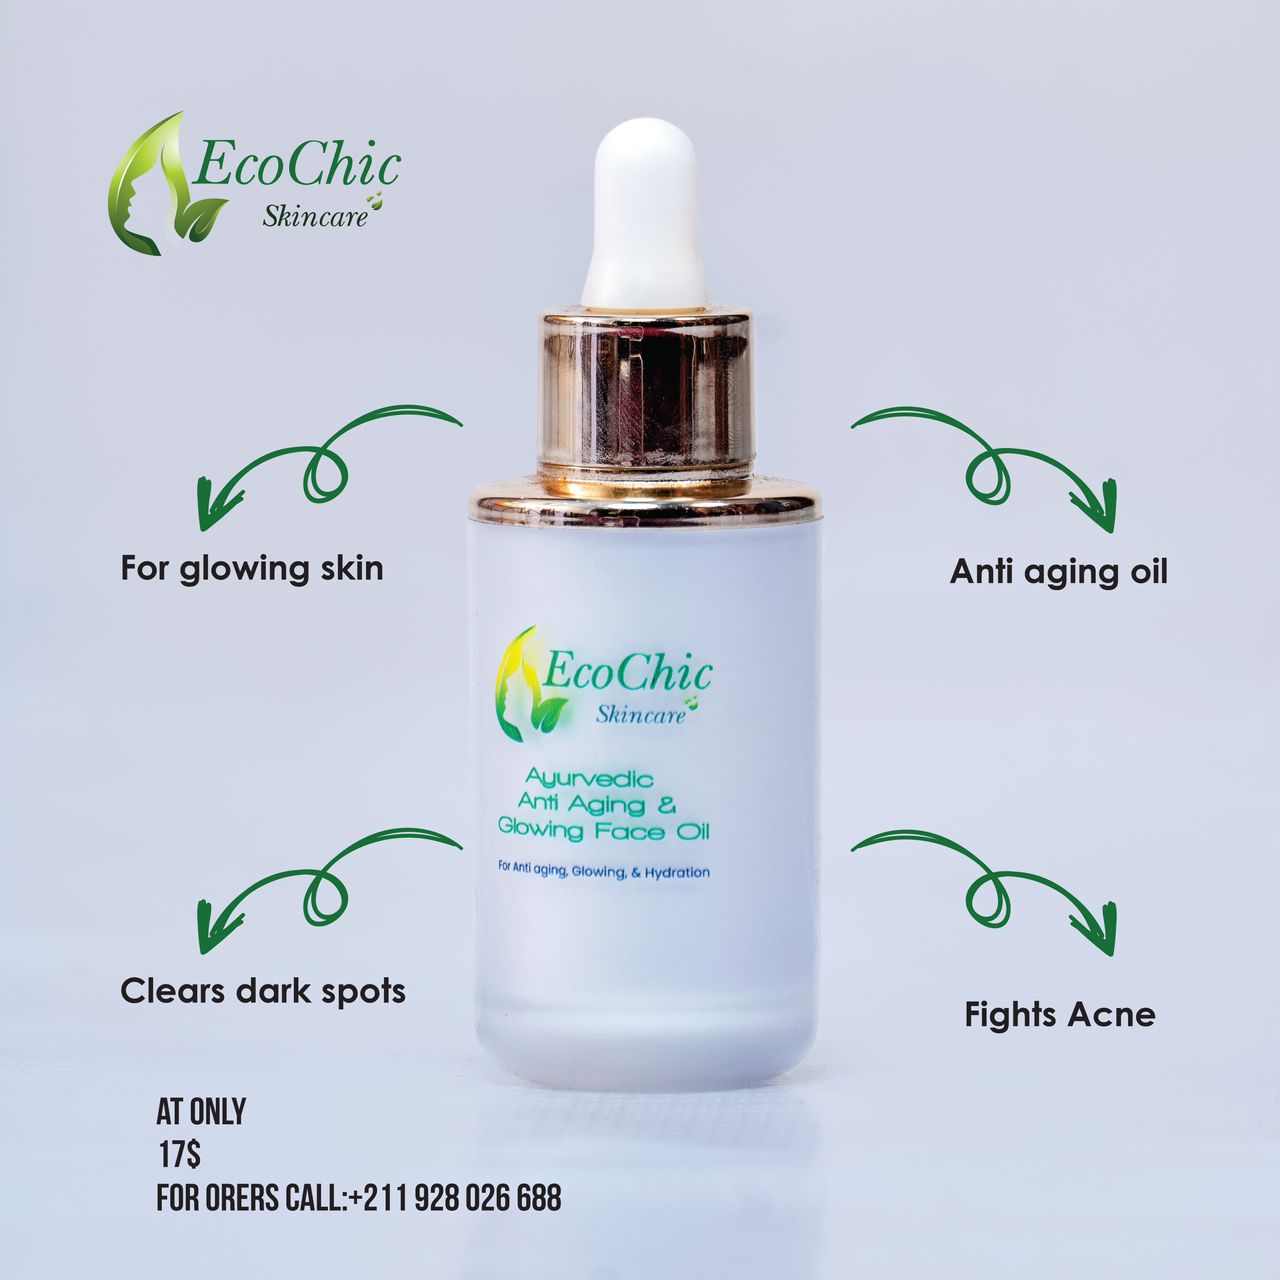 EcoChic
Skincare
For glowing skin
Anti aging oil
EcoChic
Skincare
Ayurvedic
Anti Aging &
Glowing Face Oil
For Anti aging, Glowing, & Hydration
Clears dark spots
Fights Acne
AT ONLY
17$
FOR ORERS CALL:+211 928 026 688